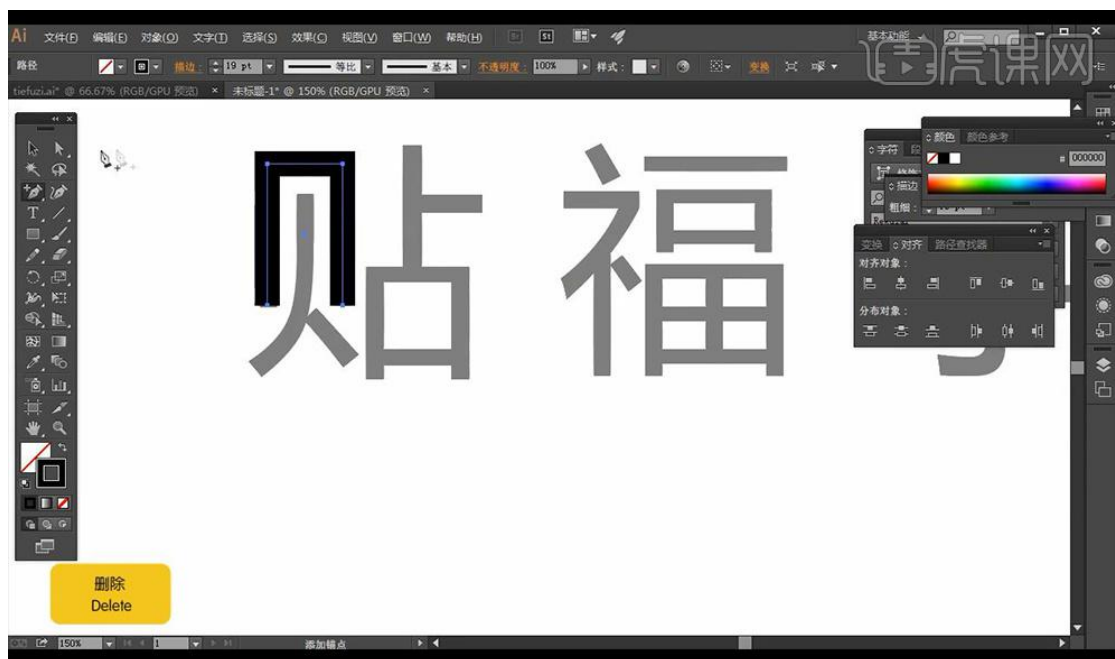 Ai 文件(F) 编辑(E) 对象(O) 文字(T) 选择(S) 效果(C) 视图(V) 窗口(W) 帮助(H) Br St 基本功能
路径 描边: 19 pt 等比 基本 不透明度: 100% 样式: 变换
虎课网
tiefuzi.ai* @ 66.67% (RGB/GPU 预览) × 未标题-1* @ 150% (RGB/GPU 预览) ×
颜色 颜色参考
# 000000
字符 段
描边
粗细:
变换 对齐 路径查找器
对齐对象:
分布对象:
贴福
删除
Delete
150% 1 添加锚点